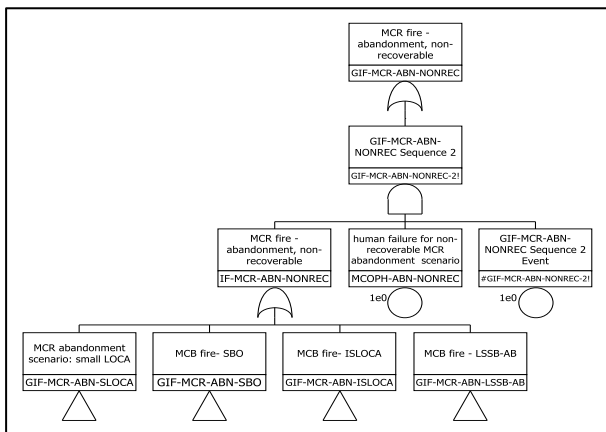 MCR fire -
abandonment, non-
recoverable
GIF-MCR-ABN-NONREC
GIF-MCR-ABN-
NONREC Sequence 2
GIF-MCR-ABN-NONREC-2!
MCR fire -
abandonment, non-
recoverable
IF-MCR-ABN-NONREC
human failure for non-
recoverable MCR
abandonment scenario
MCOPH-ABN-NONREC
1e0
GIF-MCR-ABN-
NONREC Sequence 2
Event
#GIF-MCR-ABN-NONREC-2!
1e0
MCR abandonment
scenario: small LOCA
GIF-MCR-ABN-SLOCA
MCB fire- SBO
GIF-MCR-ABN-SBO
MCB fire- ISLOCA
GIF-MCR-ABN-ISLOCA
MCB fire - LSSB-AB
GIF-MCR-ABN-LSSB-AB